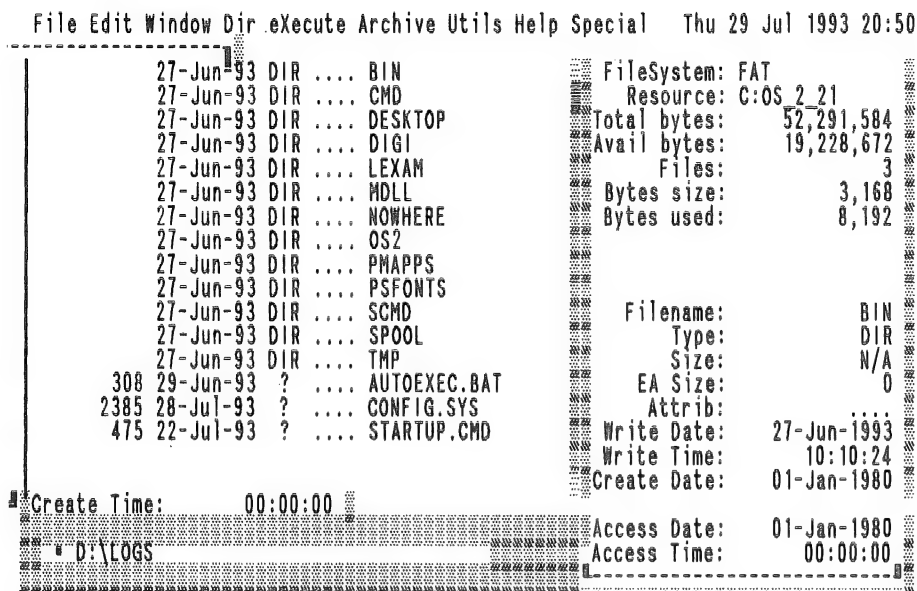 File Edit Window Dir eXecute Archive Utils Help Special Thu 29 Jul 1993 20:50
27-Jun-93 DIR .... BIN
27-Jun-93 DIR .... CMD
27-Jun-93 DIR .... DESKTOP
27-Jun-93 DIR .... DIGI
27-Jun-93 DIR .... LEXAM
27-Jun-93 DIR .... MDLL
27-Jun-93 DIR .... NOWHERE
27-Jun-93 DIR .... OS2
27-Jun-93 DIR .... PMAPPS
27-Jun-93 DIR .... PSFONTS
27-Jun-93 DIR .... SCMD
27-Jun-93 DIR .... SPOOL
27-Jun-93 DIR .... TMP
308 29-Jun-93 ? .... AUTOEXEC.BAT
2385 28-Jul-93 ? .... CONFIG.SYS
475 22-Jul-93 ? .... STARTUP.CMD
Create Time: 00:00:00
D:\LOGS
FileSystem: FAT
Resource: C:OS_2_21
Total bytes: 52,291,584
Avail bytes: 19,228,672
Files: 3
Bytes size: 3,168
Bytes used: 8,192
Filename: BIN
Type: DIR
Size: N/A
EA Size: 0
Attrib: ....
Write Date: 27-Jun-1993
Write Time: 10:10:24
Create Date: 01-Jan-1980
Access Date: 01-Jan-1980
Access Time: 00:00:00